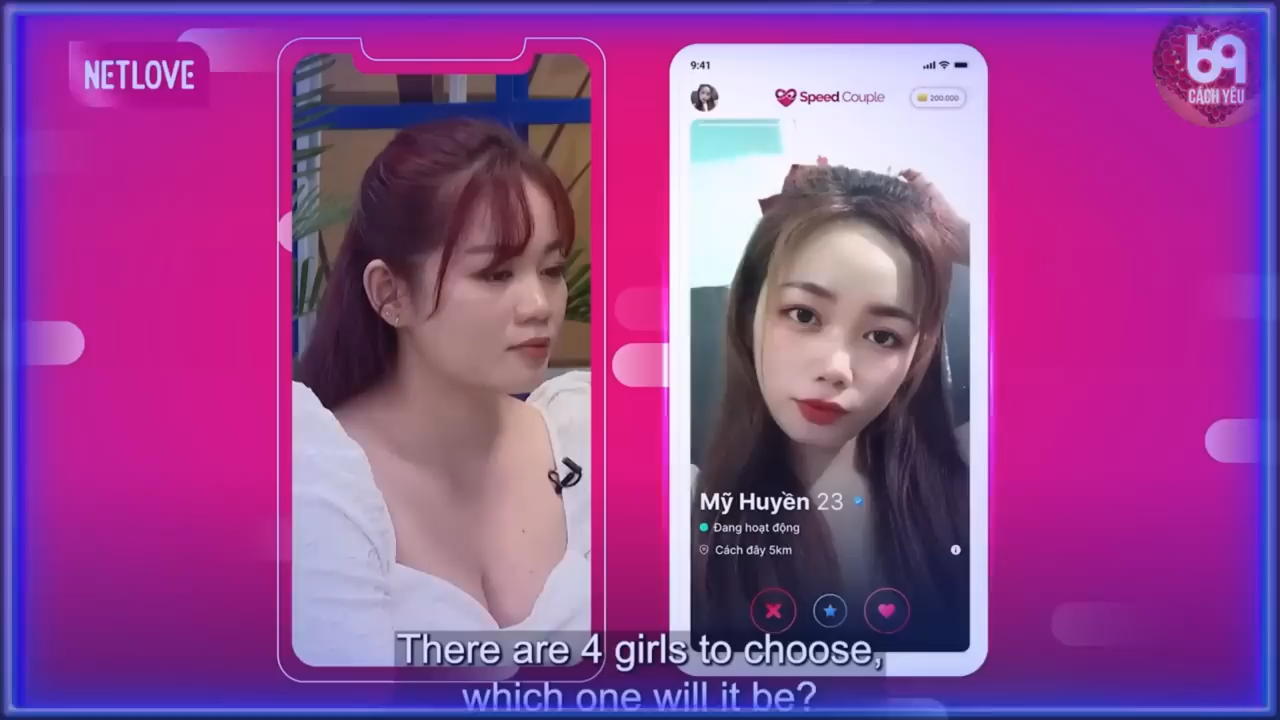 NETLOVE
69
CÁCH YÊU
9:41
Speed Couple
200.000
Mỹ Huyền 23
Đang hoạt động
Cách đây 5km
There are 4 girls to choose,
which one will it be?